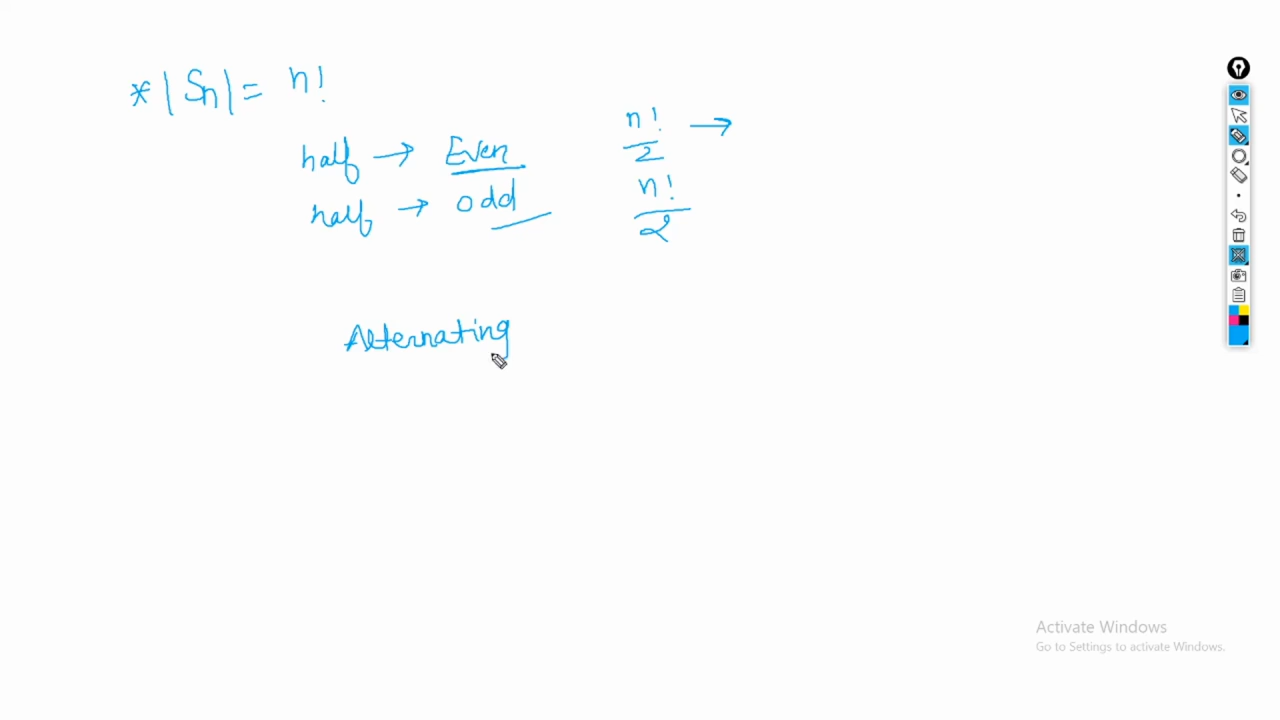 * |Sn| = n!
half → Even n!/2 →
half → odd n!/2
Alternating
Activate Windows
Go to Settings to activate Windows.